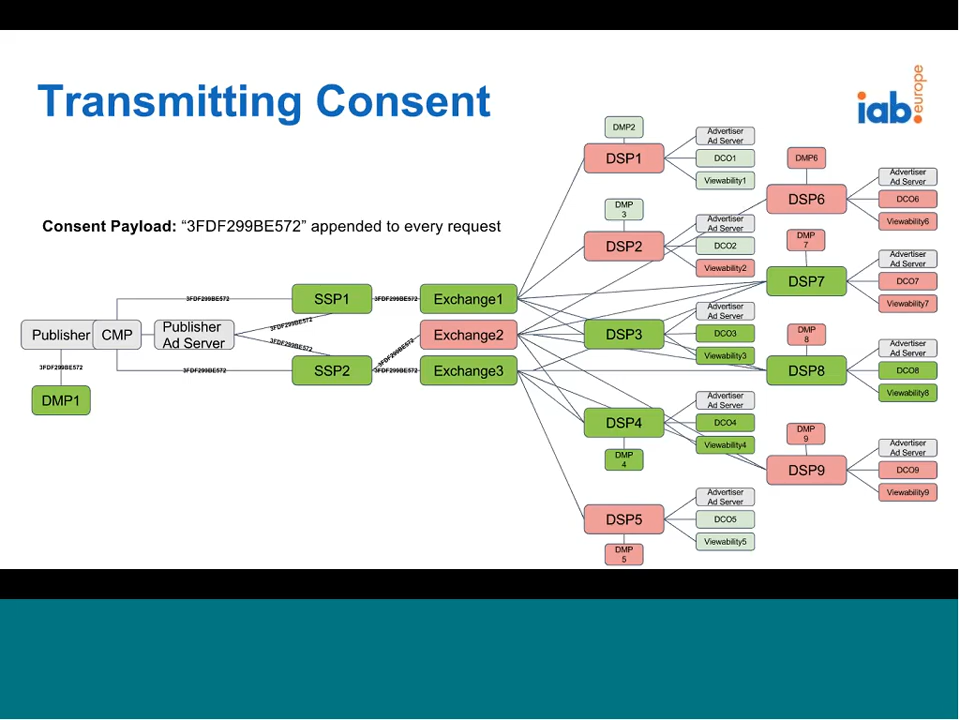 Transmitting Consent
iab.
europe
Consent Payload: “3FDF299BE572” appended to every request
Publisher
CMP
Publisher
Ad Server
3FDF299BE572
DMP1
3FDF299BE572
3FDF299BE572
3FDF299BE572
3FDF299BE572
SSP1
SSP2
3FDF299BE572
3FDF299BE572
3FDF299BE572
Exchange1
Exchange2
Exchange3
DMP2
DSP1
Advertiser
Ad Server
DCO1
Viewability1
DMP
3
DSP2
Advertiser
Ad Server
DCO2
Viewability2
DSP3
Advertiser
Ad Server
DCO3
Viewability3
DSP4
DMP
4
Advertiser
Ad Server
DCO4
Viewability4
DSP5
DMP
5
Advertiser
Ad Server
DCO5
Viewability5
DMP6
DSP6
Advertiser
Ad Server
DCO6
Viewability6
DMP
7
DSP7
Advertiser
Ad Server
DCO7
Viewability7
DMP
8
DSP8
Advertiser
Ad Server
DCO8
Viewability8
DMP
9
DSP9
Advertiser
Ad Server
DCO9
Viewability9